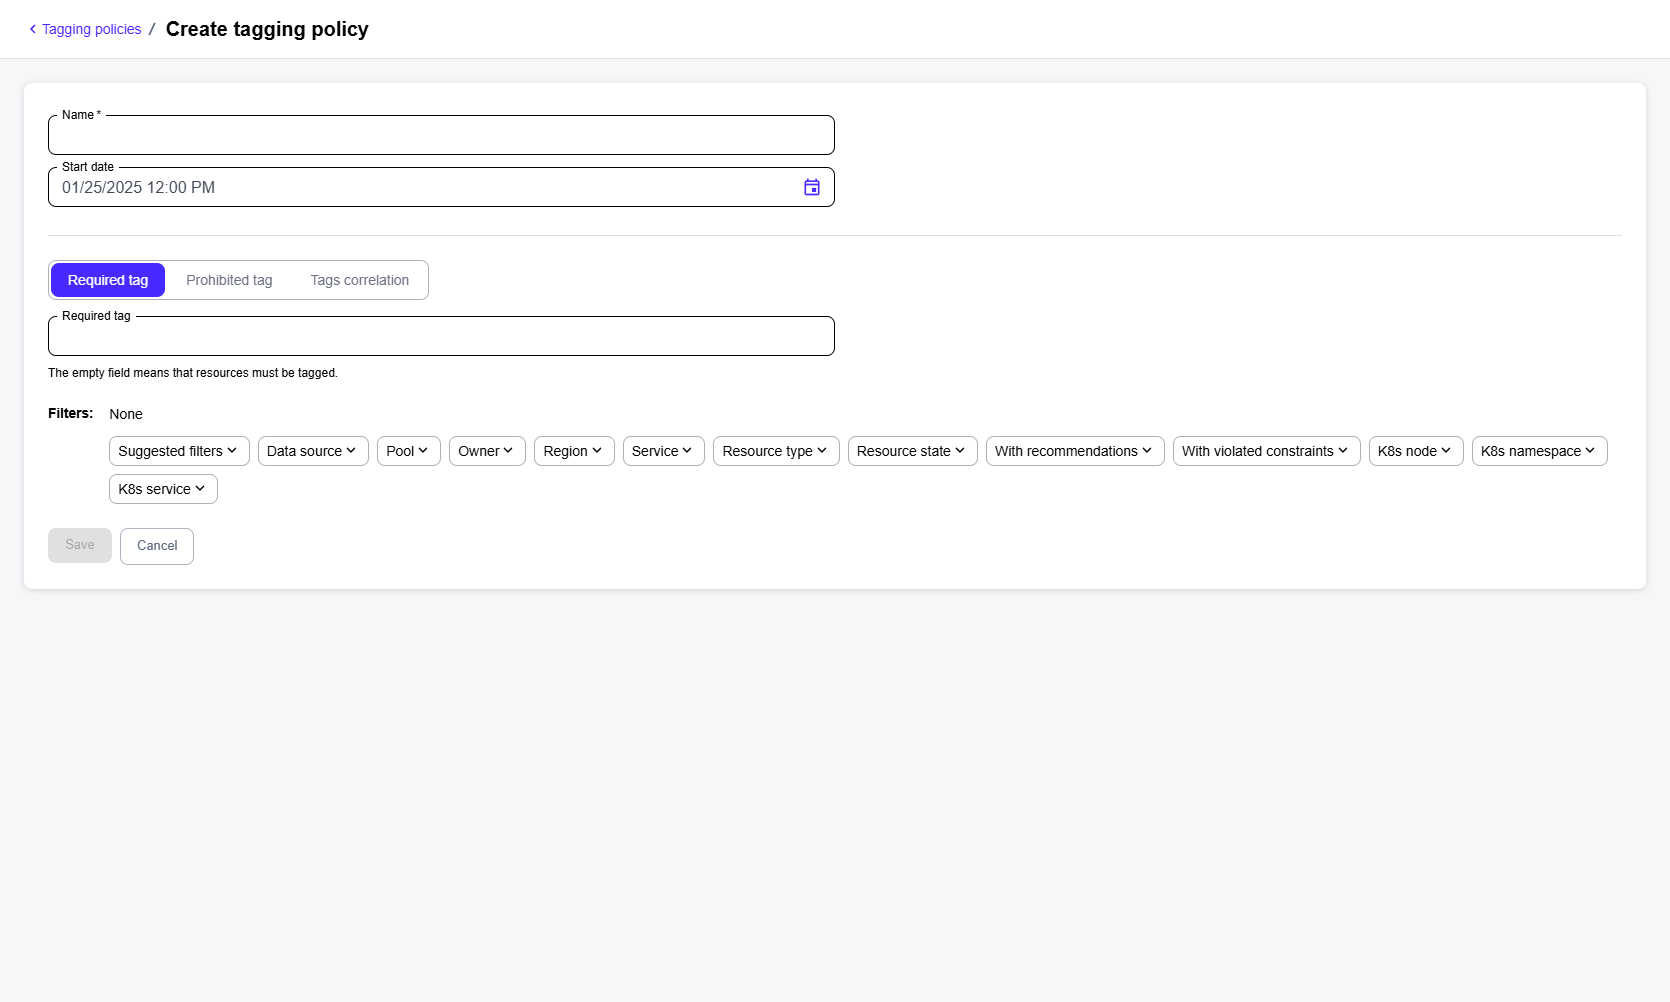 Tagging policies / Create tagging policy
Name *
Start date
01/25/2025 12:00 PM
Required tag Prohibited tag Tags correlation
Required tag
The empty field means that resources must be tagged.
Filters: None
Suggested filters Data source Pool Owner Region Service Resource type Resource state With recommendations With violated constraints K8s node K8s namespace
K8s service
Save Cancel